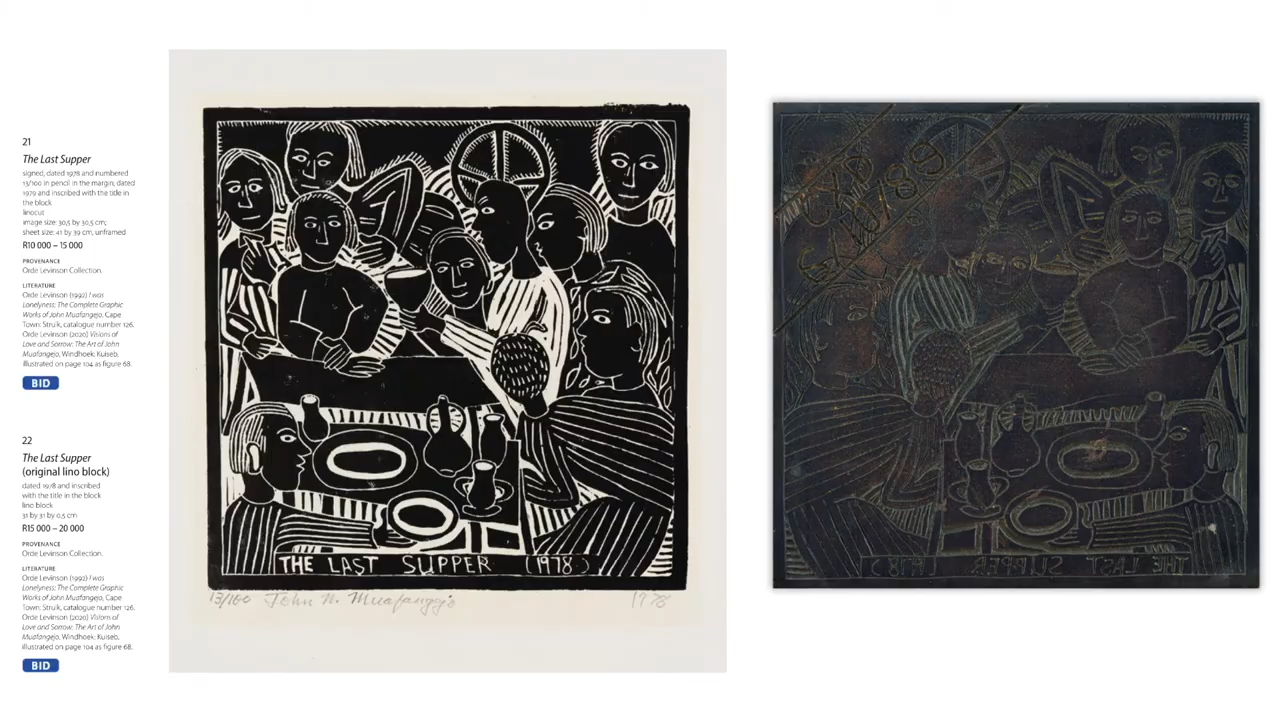 21
The Last Supper
signed, dated 1978 and numbered
13/100 in pencil in the margin, dated
1979 and inscribed with the title in
the block
linocut
image size: 30,5 by 30,5 cm;
sheet size: 41 by 39 cm, unframed
R10 000 – 15 000
PROVENANCE
Orde Levinson Collection.
LITERATURE
Orde Levinson (1992) I was
Lonelyness: The Complete Graphic
Works of John Muafangejo, Cape
Town: Struik, catalogue number 126.
Orde Levinson (2020) Visions of
Love and Sorrow: The Art of John
Muafangejo, Windhoek: Kuiseb,
illustrated on page 104 as figure 68.
BID
22
The Last Supper
(original lino block)
dated 1978 and inscribed
with the title in the block
lino block
31 by 31 by 0,5 cm
R15 000 – 20 000
PROVENANCE
Orde Levinson Collection.
LITERATURE
Orde Levinson (1992) I was
Lonelyness: The Complete Graphic
Works of John Muafangejo, Cape
Town: Struik, catalogue number 126.
Orde Levinson (2020) Visions of
Love and Sorrow: The Art of John
Muafangejo, Windhoek: Kuiseb,
illustrated on page 104 as figure 68.
BID
THE LAST SUPPER (1978)
13/100 John N. Muafangejo 1978
THE LAST SUPPER (1978)